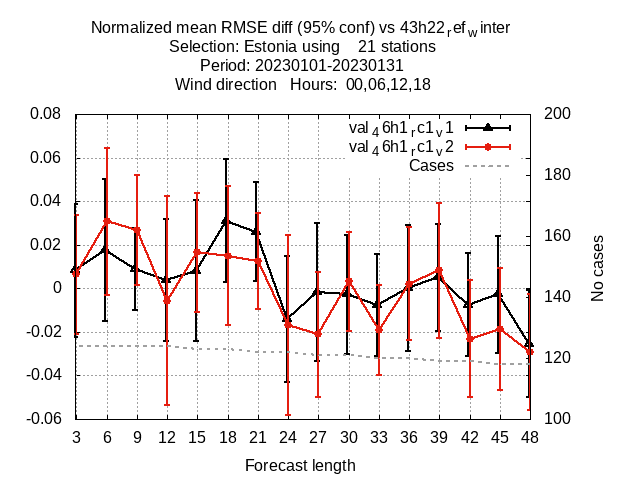 Normalized mean RMSE diff (95% conf) vs 43h22refwinter
Selection: Estonia using 21 stations
Period: 20230101-20230131
Wind direction Hours: 00,06,12,18
val46h1rc1v1
val46h1rc1v2
Cases
0.08
0.06
0.04
0.02
0
-0.02
-0.04
-0.06
200
180
160
140
120
100
No cases
3 6 9 12 15 18 21 24 27 30 33 36 39 42 45 48
Forecast length